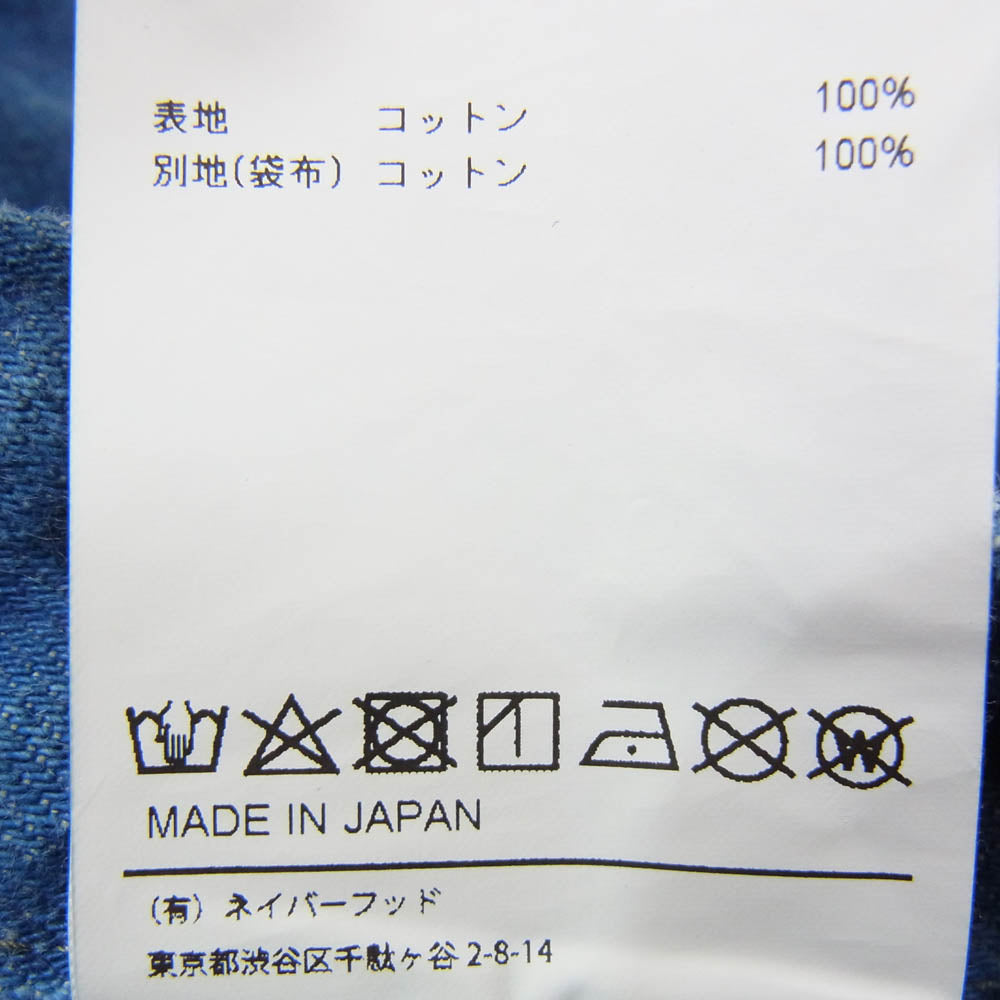 表地 コットン 100%
別地(袋布) コットン 100%
W
MADE IN JAPAN
(有) ネイバーフッド
東京都渋谷区千駄ヶ谷 2-8-14